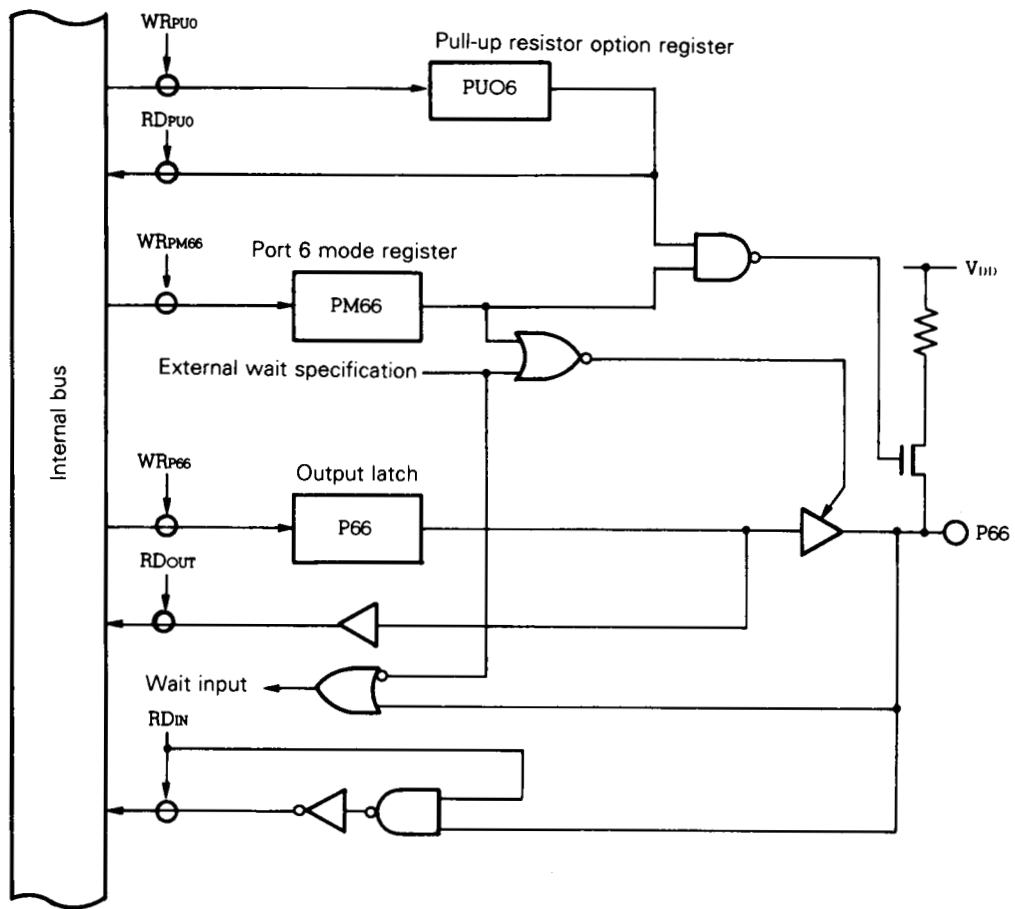 WRPUO
Pull-up resistor option register
PUO6
RDPUO
WRPM66
Port 6 mode register
PM66
VDD
External wait specification
Internal bus
WRP66
Output latch
P66
P66
RDOUT
Wait input
RDIN